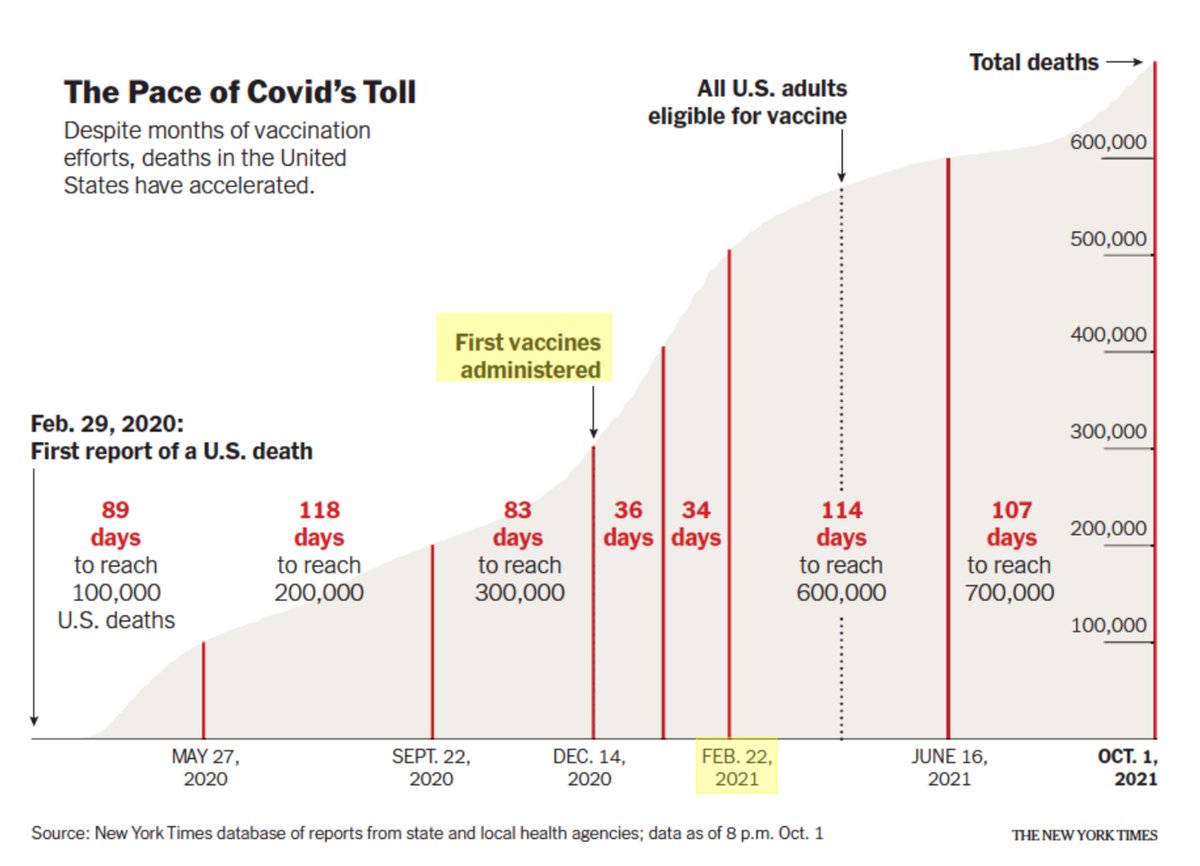 The Pace of Covid's Toll
Despite months of vaccination
efforts, deaths in the United
States have accelerated.
Total deaths
All U.S. adults
eligible for vaccine
First vaccines
administered
Feb. 29, 2020:
First report of a U.S. death
600,000
500,000
400,000
300,000
200,000
100,000
89
days
to reach
100,000
U.S. deaths
118
days
to reach
200,000
83
days
to reach
300,000
36
days
34
days
114
days
to reach
600,000
107
days
to reach
700,000
MAY 27,
2020
SEPT. 22,
2020
DEC. 14,
2020
FEB. 22,
2021
JUNE 16,
2021
OCT. 1,
2021
Source: New York Times database of reports from state and local health agencies; data as of 8 p.m. Oct. 1
THE NEW YORK TIMES